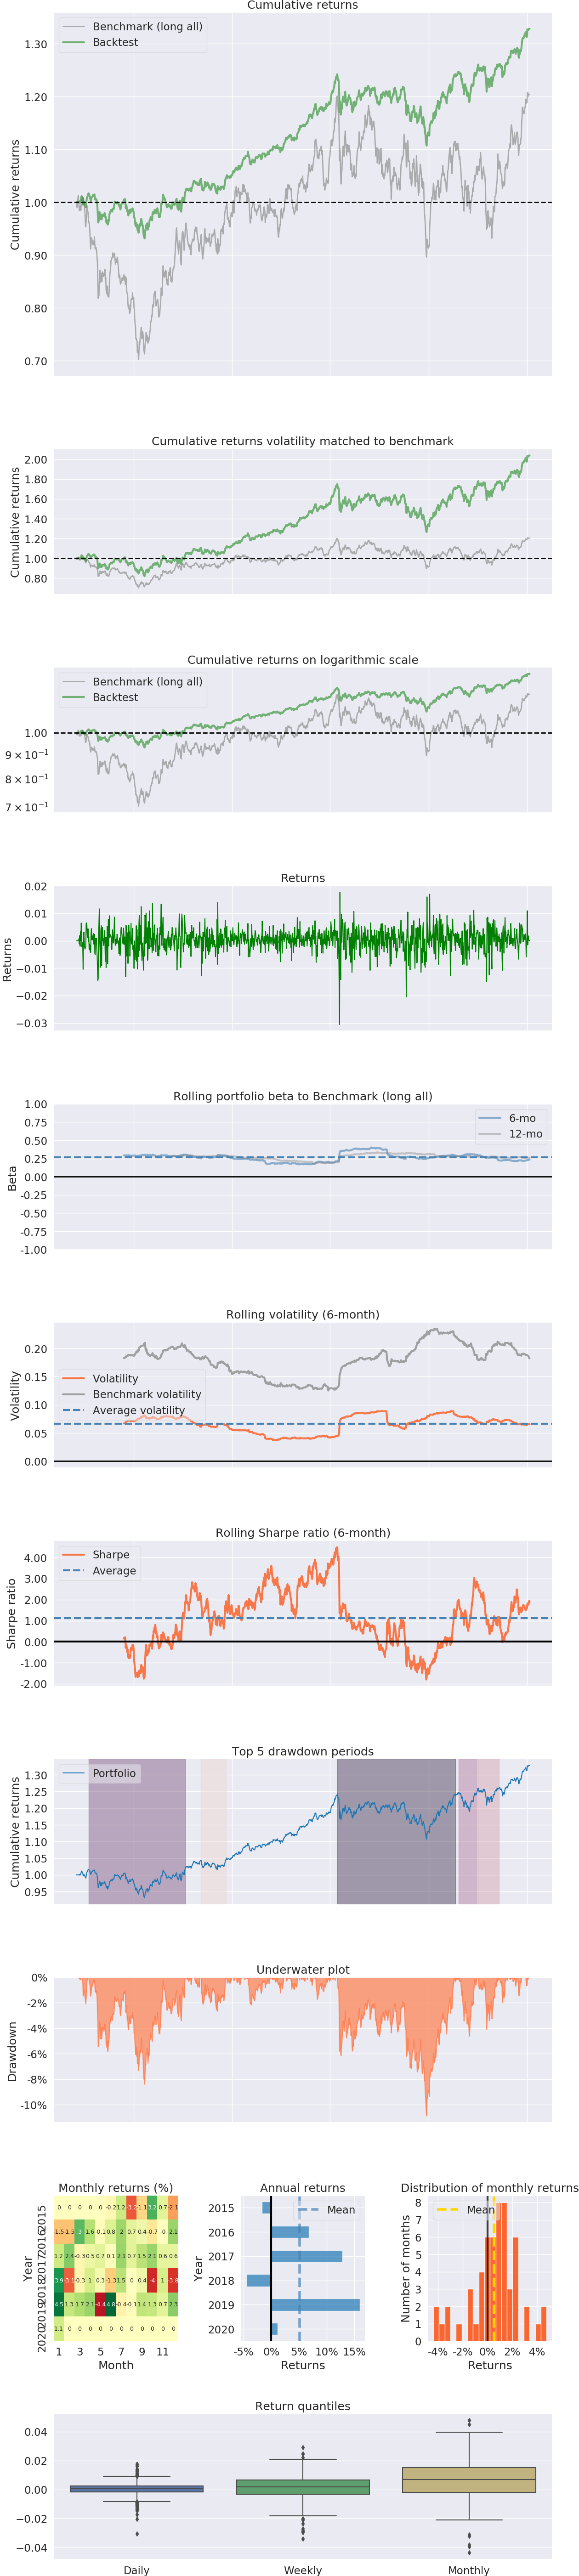 Cumulative returns
Benchmark (long all)
Backtest
Cumulative returns
1.30
1.20
1.10
1.00
0.90
0.80
0.70
Cumulative returns volatility matched to benchmark
Cumulative returns
2.00
1.80
1.60
1.40
1.20
1.00
0.80
Cumulative returns on logarithmic scale
Benchmark (long all)
Backtest
1.00
9 × 10⁻¹
8 × 10⁻¹
7 × 10⁻¹
Returns
Returns
0.02
0.01
0.00
−0.01
−0.02
−0.03
Rolling portfolio beta to Benchmark (long all)
6-mo
12-mo
Beta
1.00
0.75
0.50
0.25
0.00
-0.25
-0.50
-0.75
-1.00
Rolling volatility (6-month)
Volatility
Benchmark volatility
Average volatility
Volatility
0.20
0.15
0.10
0.05
0.00
Rolling Sharpe ratio (6-month)
Sharpe
Average
Sharpe ratio
4.00
3.00
2.00
1.00
0.00
-1.00
-2.00
Top 5 drawdown periods
Portfolio
Cumulative returns
1.30
1.25
1.20
1.15
1.10
1.05
1.00
0.95
Underwater plot
Drawdown
0%
-2%
-4%
-6%
-8%
-10%
Monthly returns (%)
Year
2015
2016
2017
2018
2019
2020
1 3 5 7 9 11
Month
Annual returns
Mean
Year
2015
2016
2017
2018
2019
2020
-5% 0% 5% 10% 15%
Returns
Distribution of monthly returns
Mean
Number of months
8
7
6
5
4
3
2
1
0
-4% -2% 0% 2% 4%
Returns
Return quantiles
0.04
0.02
0.00
−0.02
−0.04
Daily Weekly Monthly